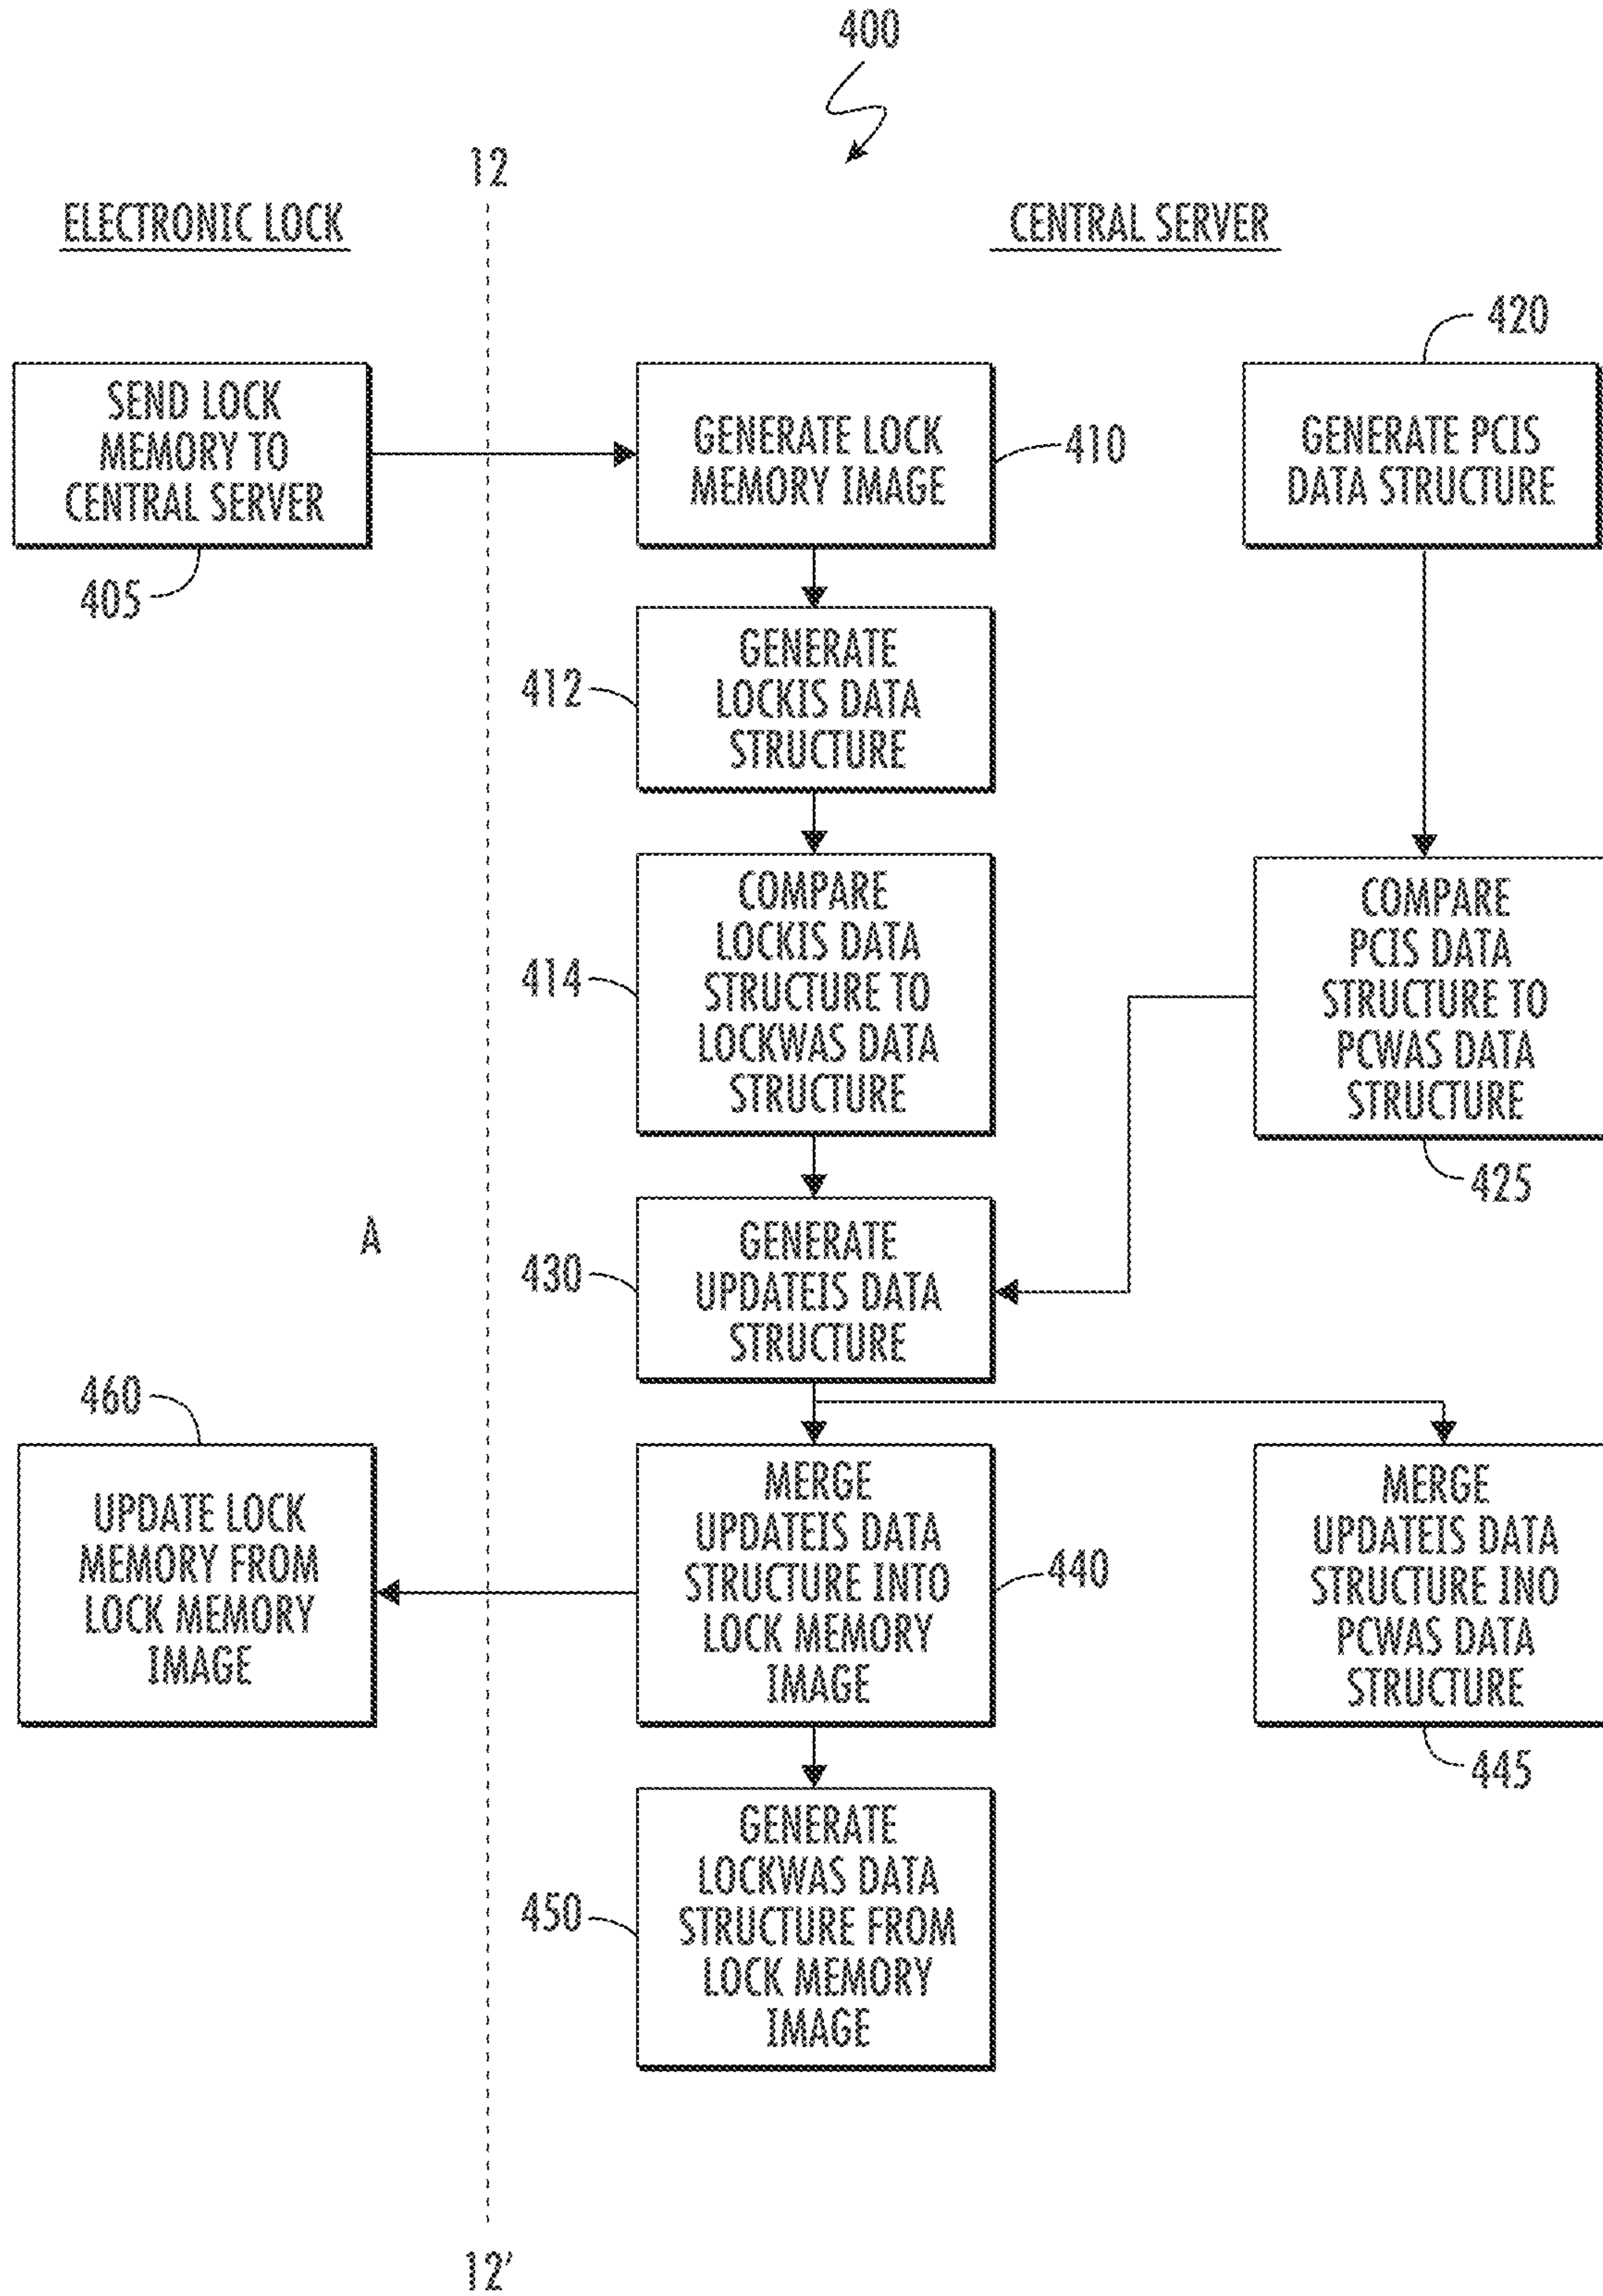 400
12
ELECTRONIC LOCK
CENTRAL SERVER
420
SEND LOCK
MEMORY TO
CENTRAL SERVER
405
GENERATE LOCK
MEMORY IMAGE
410
GENERATE PCIS
DATA STRUCTURE
412
GENERATE
LOCKIS DATA
STRUCTURE
414
COMPARE
LOCKIS DATA
STRUCTURE TO
LOCKWAS DATA
STRUCTURE
COMPARE
PCIS DATA
STRUCTURE TO
PCWAS DATA
STRUCTURE
425
A
430
GENERATE
UPDATEIS DATA
STRUCTURE
460
UPDATE LOCK
MEMORY FROM
LOCK MEMORY
IMAGE
MERGE
UPDATEIS DATA
STRUCTURE INTO
LOCK MEMORY
IMAGE
440
MERGE
UPDATEIS DATA
STRUCTURE INO
PCWAS DATA
STRUCTURE
445
450
GENERATE
LOCKWAS DATA
STRUCTURE FROM
LOCK MEMORY
IMAGE
12'